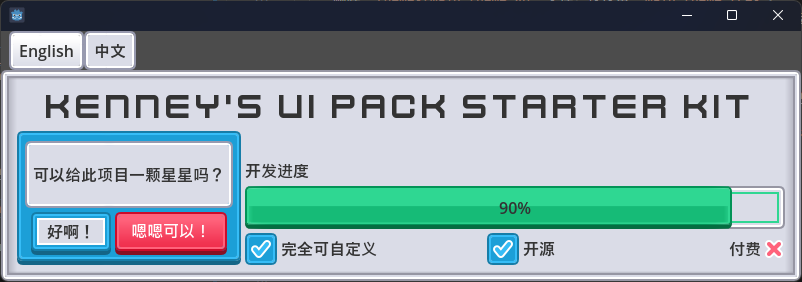 English
中文
KENNEY'S UI PACK STARTER KIT
可以给此项目一颗星星吗？
好啊！
嗯嗯可以！
开发进度
90%
完全可自定义
开源
付费